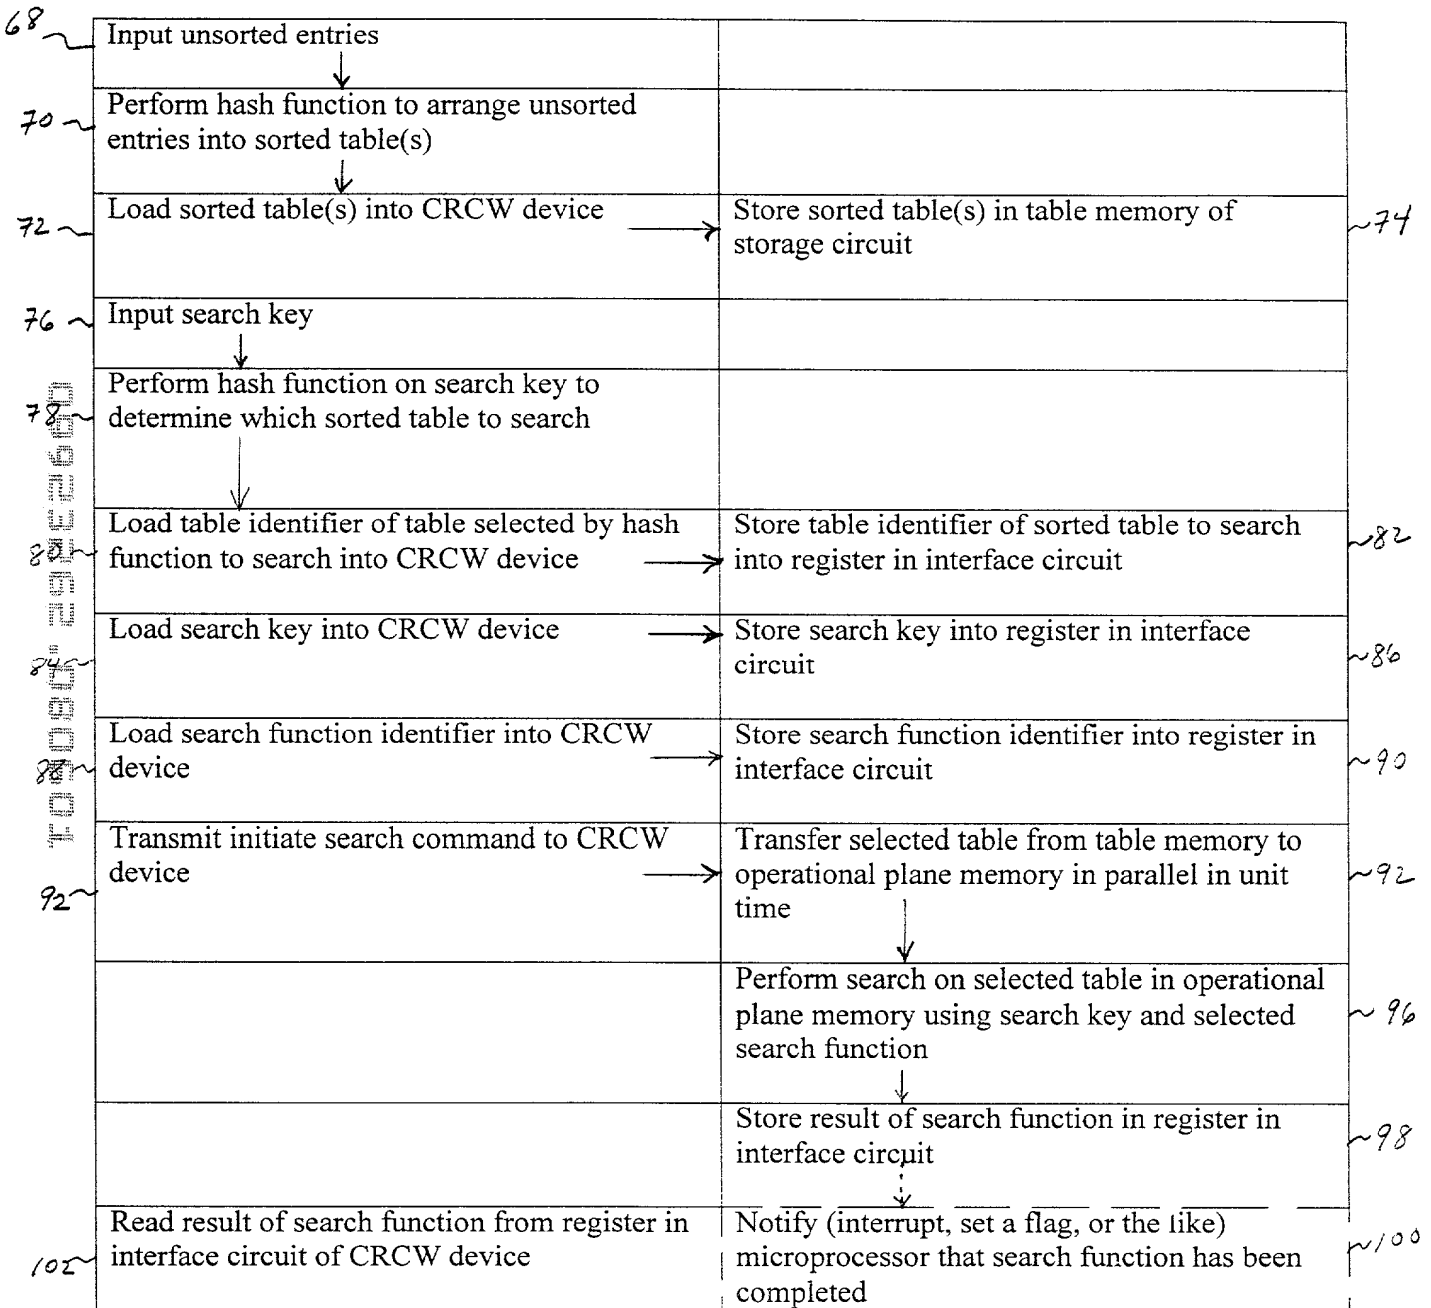 68
Input unsorted entries
70
Perform hash function to arrange unsorted
entries into sorted table(s)
72
Load sorted table(s) into CRCW device
Store sorted table(s) in table memory of
storage circuit
74
76
Input search key
78
Perform hash function on search key to
determine which sorted table to search
80
Load table identifier of table selected by hash
function to search into CRCW device
Store table identifier of sorted table to search
into register in interface circuit
82
84
Load search key into CRCW device
Store search key into register in interface
circuit
86
88
Load search function identifier into CRCW
device
Store search function identifier into register in
interface circuit
90
92
Transmit initiate search command to CRCW
device
Transfer selected table from table memory to
operational plane memory in parallel in unit
time
92
Perform search on selected table in operational
plane memory using search key and selected
search function
96
Store result of search function in register in
interface circuit
98
102
Read result of search function from register in
interface circuit of CRCW device
Notify (interrupt, set a flag, or the like)
microprocessor that search function has been
completed
100